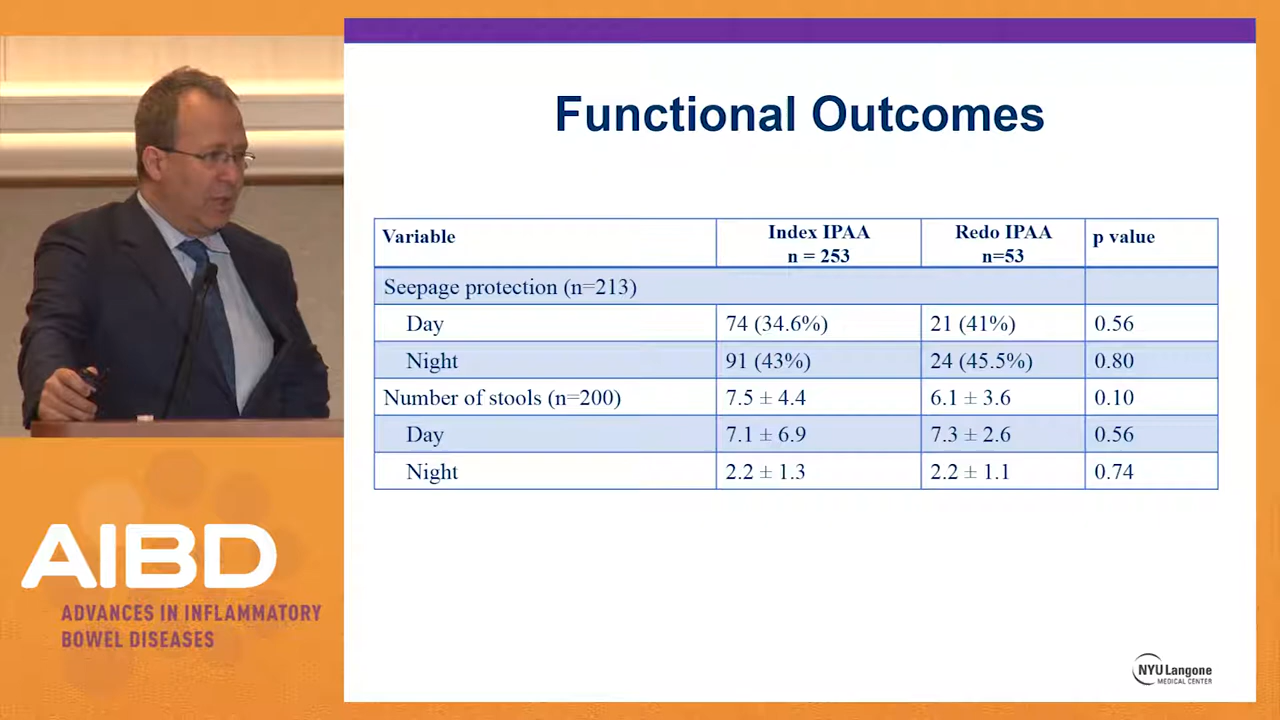 Functional Outcomes
Variable Index IPAA n = 253 Redo IPAA n=53 p value
Seepage protection (n=213)
Day 74 (34.6%) 21 (41%) 0.56
Night 91 (43%) 24 (45.5%) 0.80
Number of stools (n=200) 7.5 ± 4.4 6.1 ± 3.6 0.10
Day 7.1 ± 6.9 7.3 ± 2.6 0.56
Night 2.2 ± 1.3 2.2 ± 1.1 0.74
AIBD
ADVANCES IN INFLAMMATORY
BOWEL DISEASES
NYU Langone
MEDICAL CENTER